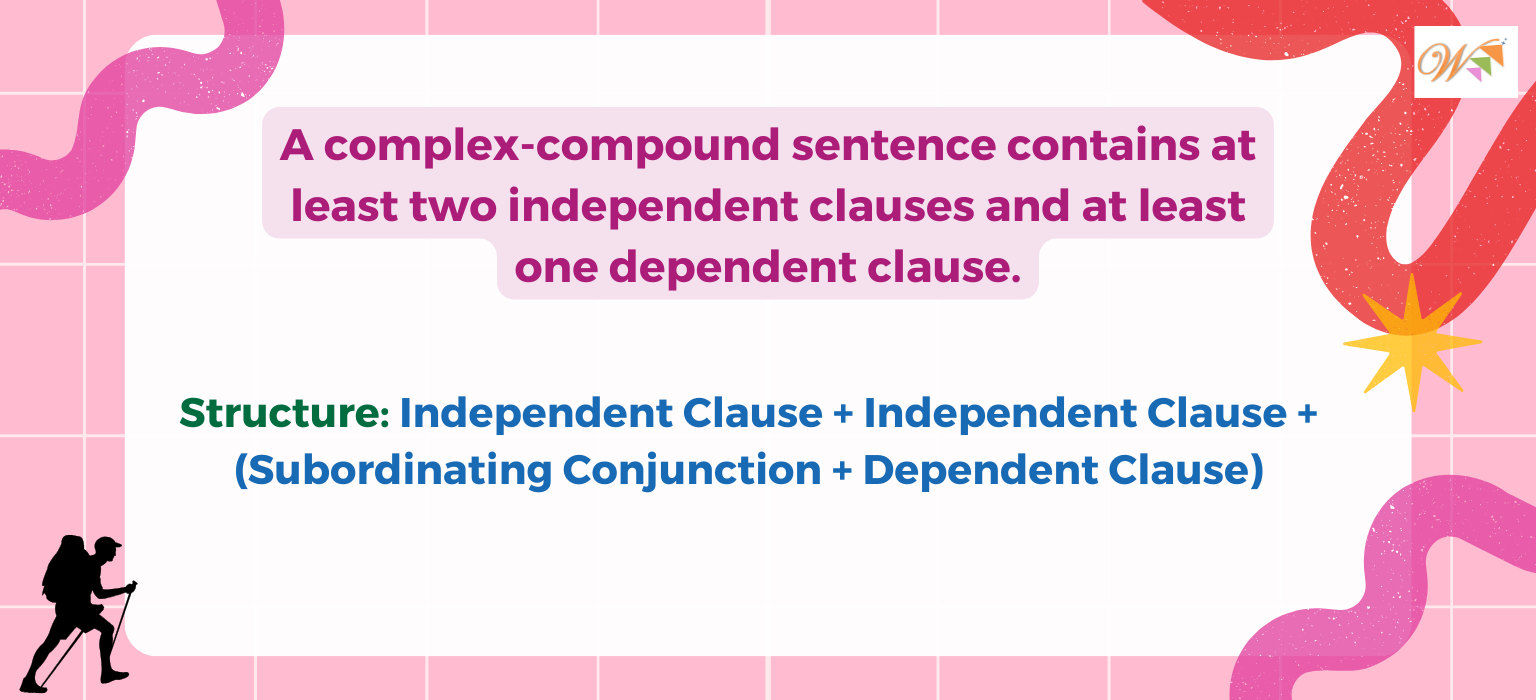 W
A complex-compound sentence contains at
least two independent clauses and at least
one dependent clause.
Structure: Independent Clause + Independent Clause +
(Subordinating Conjunction + Dependent Clause)